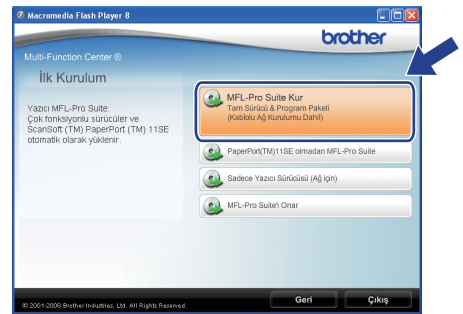 Macromedia Flash Player 8
brother
Multi-Function Center ®
İlk Kurulum
Yazıcı MFL-Pro Suite:
Çok fonksiyonlu sürücüler ve
ScanSoft (TM) PaperPort (TM) 11SE
otomatik olarak yüklenir.
MFL-Pro Suite Kur
Tam Sürücü & Program Paketi
(Kablolu Ağ Kurulumu Dahil)
PaperPort(TM)11SE olmadan MFL-Pro Suite
Sadece Yazıcı Sürücüsü (Ağ için)
MFL-Pro Suite'i Onar
© 2001-2008 Brother Industries, Ltd. All Rights Reserved.
Geri
Çıkış